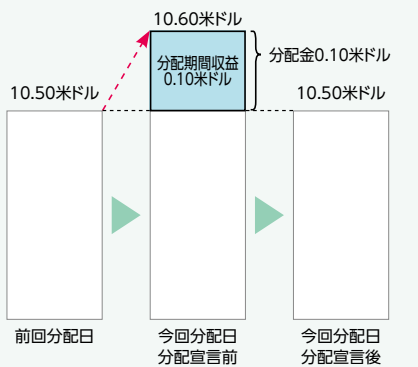 10.60米ドル
分配期間収益
0.10米ドル
分配金0.10米ドル
10.50米ドル
10.50米ドル
前回分配日
今回分配日
分配宣言前
今回分配日
分配宣言後